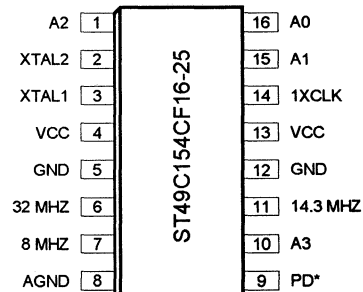 A2 1
XTAL2 2
XTAL1 3
VCC 4
GND 5
32 MHZ 6
8 MHZ 7
AGND 8
ST49C154CF16-25
16 A0
15 A1
14 1XCLK
13 VCC
12 GND
11 14.3 MHZ
10 A3
9 PD*